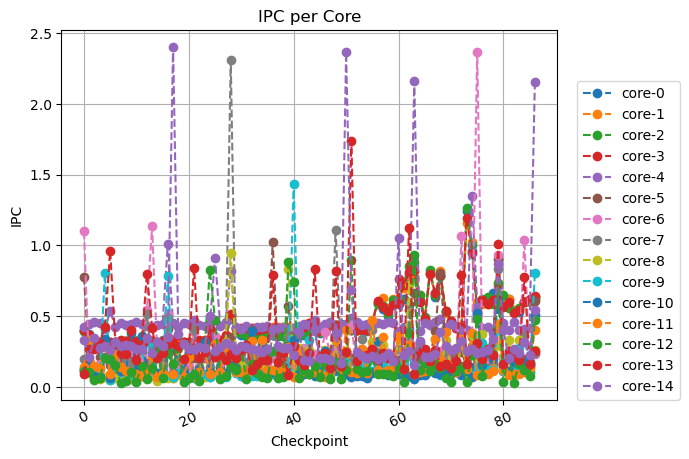 IPC per Core
2.5
2.0
1.5
1.0
0.5
0.0
IPC
0
20
40
60
80
Checkpoint
core-0
core-1
core-2
core-3
core-4
core-5
core-6
core-7
core-8
core-9
core-10
core-11
core-12
core-13
core-14